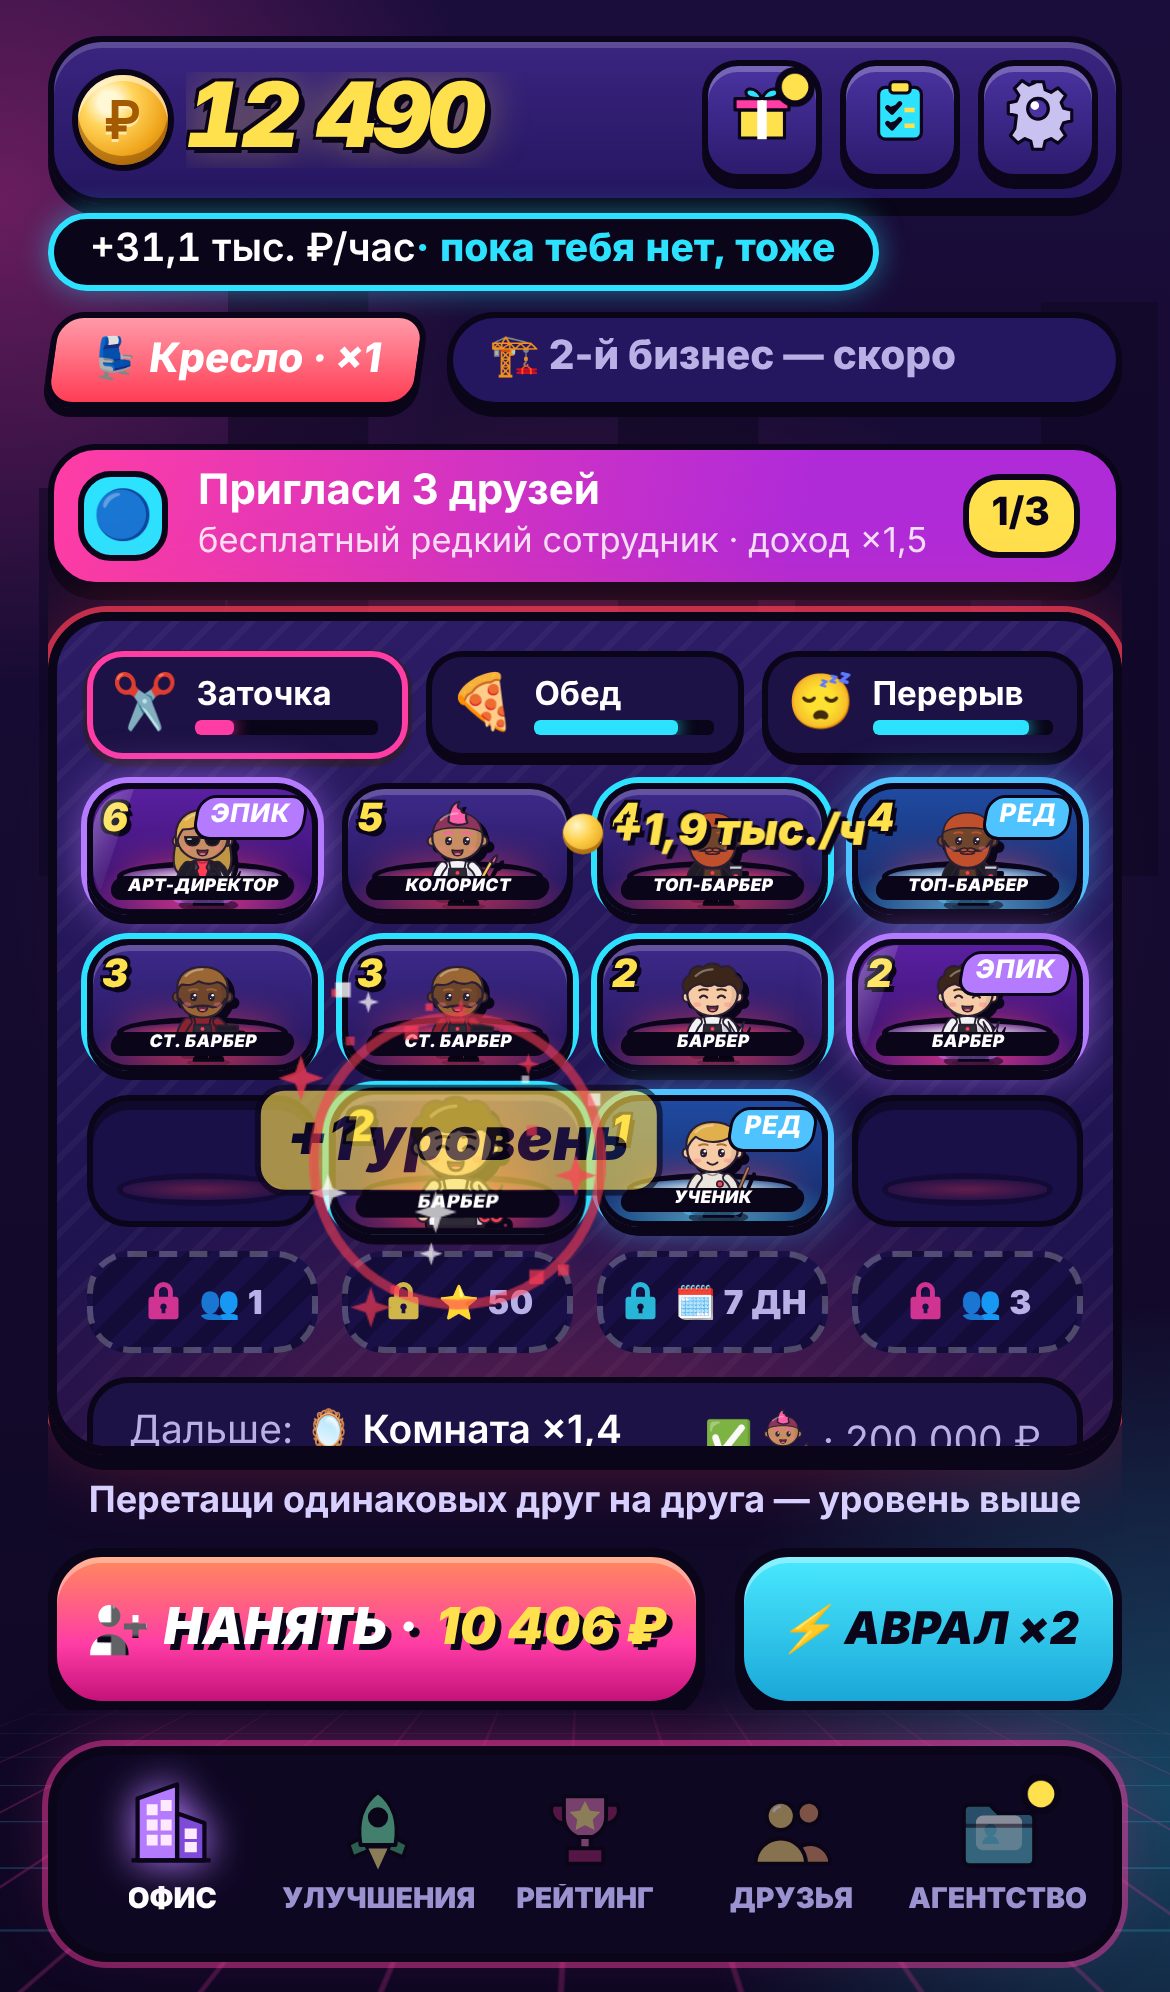 ₽ 12 490
+31,1 тыс. ₽/час · пока тебя нет, тоже
Кресло · ×1
2-й бизнес — скоро
Пригласи 3 друзей
бесплатный редкий сотрудник · доход ×1,5
1/3
Заточка
Обед
Перерыв
6 ЭПИК
АРТ-ДИРЕКТОР
5
КОЛОРИСТ
4
+1,9 тыс./ч
ТОП-БАРБЕР
4 РЕД
ТОП-БАРБЕР
3
СТ. БАРБЕР
3
СТ. БАРБЕР
2
БАРБЕР
2 ЭПИК
БАРБЕР
2
+1 уровень
БАРБЕР
1 РЕД
УЧЕНИК
1
50
7 ДН
3
Дальше: Комната ×1,4
: 200 000 ₽
Перетащи одинаковых друг на друга — уровень выше
НАНЯТЬ · 10 406 ₽
АВРАЛ ×2
ОФИС
УЛУЧШЕНИЯ
РЕЙТИНГ
ДРУЗЬЯ
АГЕНТСТВО